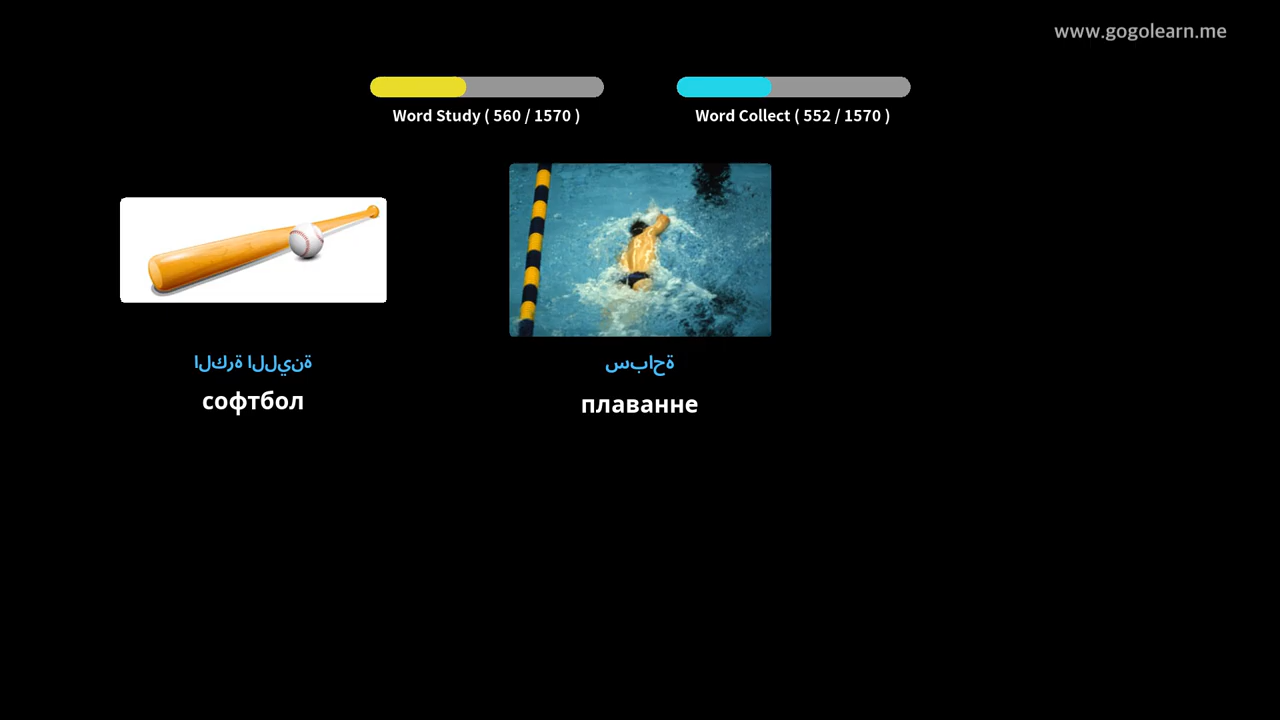 www.gogolearn.me
Word Study ( 560 / 1570 )
Word Collect ( 552 / 1570 )
الكرة اللينة
софтбол
سباحة
плаванне